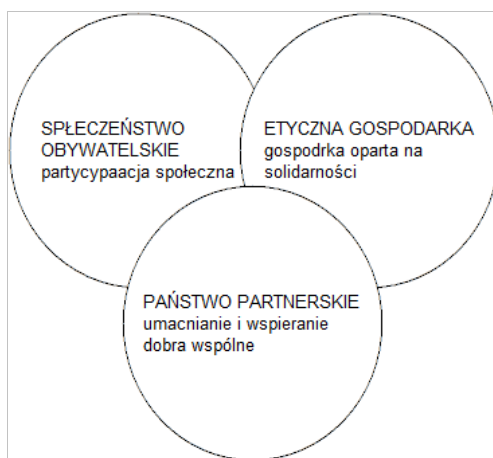 SPŁECZEŃSTWO
OBYWATELSKIE
partycypaacja społeczna
ETYCZNA GOSPODARKA
gospodrka oparta na
solidarności
PAŃSTWO PARTNERSKIE
umacnianie i wspieranie
dobra wspólne